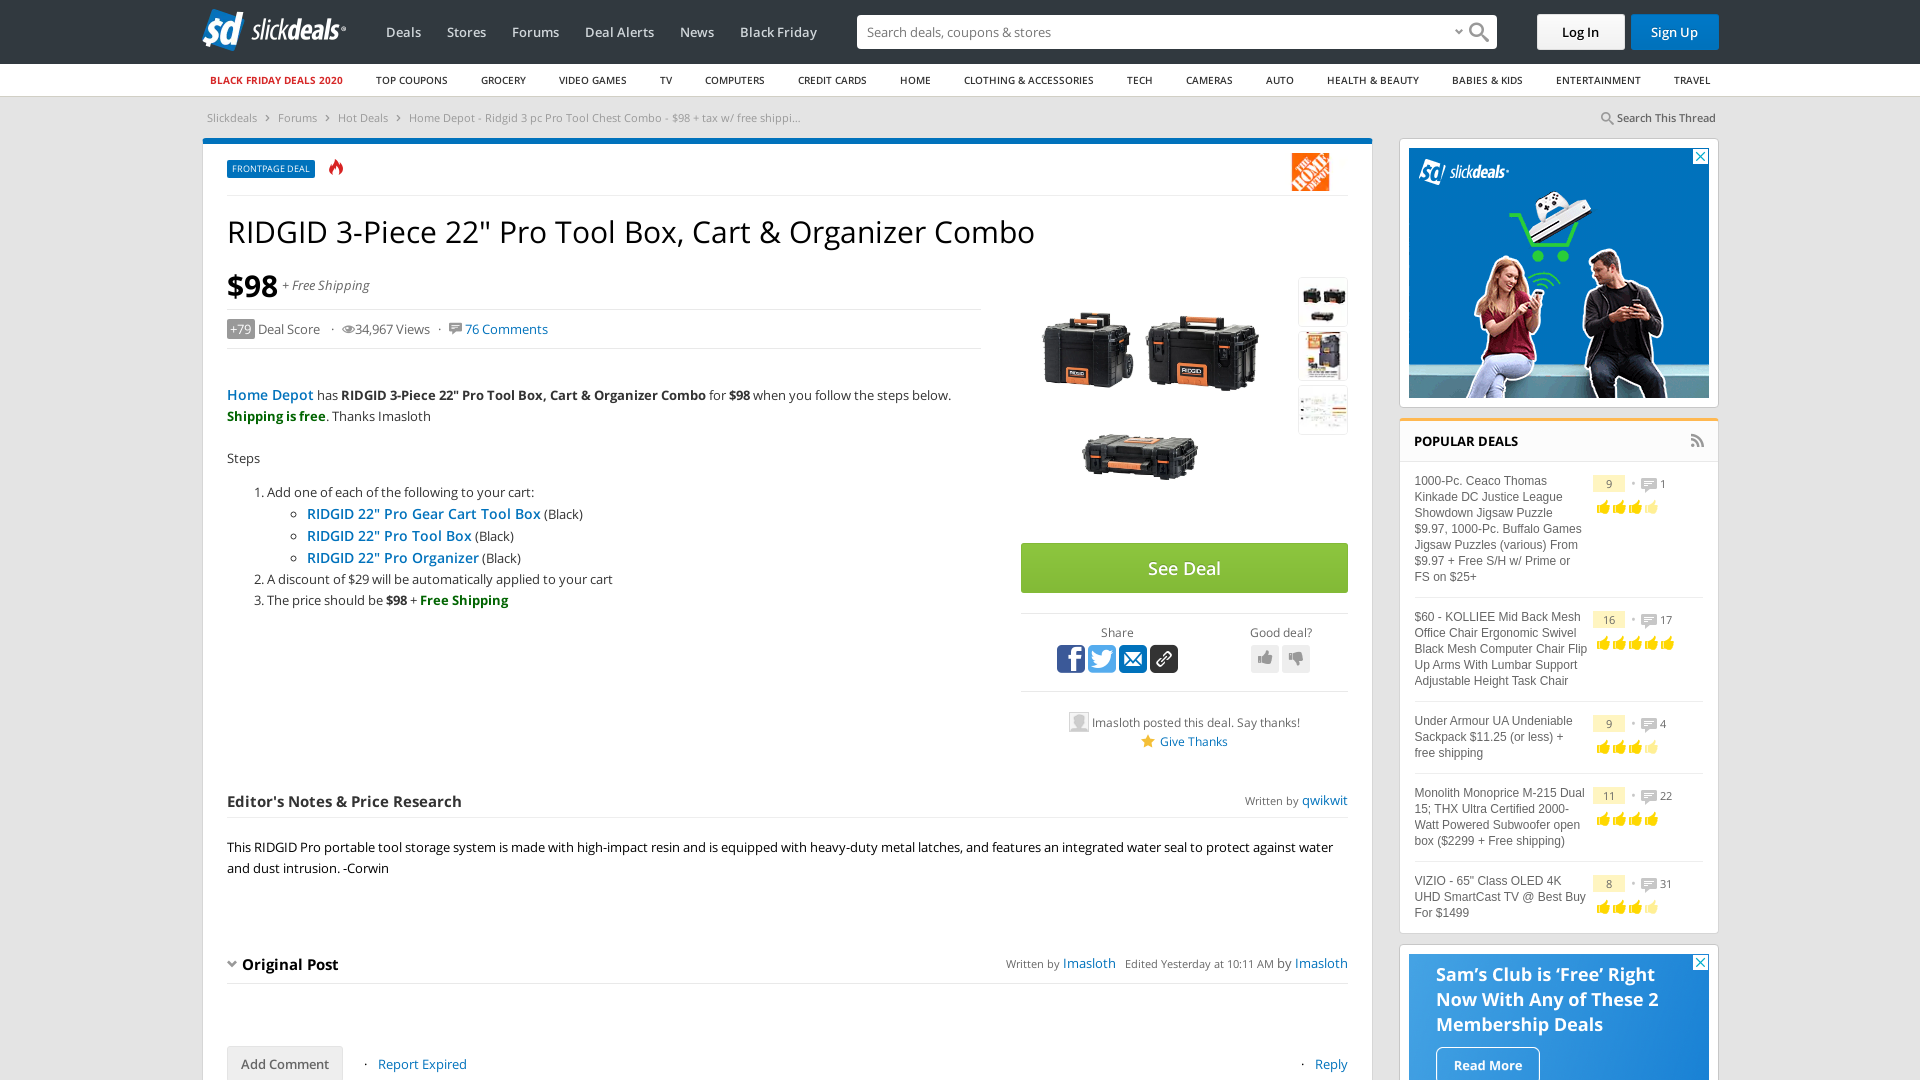 slickdeals
Deals
Stores
Forums
Deal Alerts
News
Black Friday
Search deals, coupons & stores
Log In
Sign Up
BLACK FRIDAY DEALS 2020
TOP COUPONS
GROCERY
VIDEO GAMES
TV
COMPUTERS
CREDIT CARDS
HOME
CLOTHING & ACCESSORIES
TECH
CAMERAS
AUTO
HEALTH & BEAUTY
BABIES & KIDS
ENTERTAINMENT
TRAVEL
Slickdeals > Forums > Hot Deals > Home Depot - Ridgid 3 pc Pro Tool Chest Combo - $98 + tax w/ free shippi...
Search This Thread
FRONTPAGE DEAL
THE HOME DEPOT
RIDGID 3-Piece 22" Pro Tool Box, Cart & Organizer Combo
$98 + Free Shipping
+79 Deal Score · 34,967 Views · 76 Comments
Home Depot has RIDGID 3-Piece 22" Pro Tool Box, Cart & Organizer Combo for $98 when you follow the steps below.
Shipping is free. Thanks Imasloth
Steps
1. Add one of each of the following to your cart:
RIDGID 22" Pro Gear Cart Tool Box (Black)
RIDGID 22" Pro Tool Box (Black)
RIDGID 22" Pro Organizer (Black)
2. A discount of $29 will be automatically applied to your cart
3. The price should be $98 + Free Shipping
RIDGID
RIDGID
See Deal
Share
Good deal?
Imasloth posted this deal. Say thanks!
Give Thanks
Editor's Notes & Price Research
Written by qwikwit
This RIDGID Pro portable tool storage system is made with high-impact resin and is equipped with heavy-duty metal latches, and features an integrated water seal to protect against water
and dust intrusion. -Corwin
Original Post
Written by Imasloth Edited Yesterday at 10:11 AM by Imasloth
Add Comment
· Report Expired
· Reply
slickdeals
POPULAR DEALS
1000-Pc. Ceaco Thomas
Kinkade DC Justice League
Showdown Jigsaw Puzzle
$9.97, 1000-Pc. Buffalo Games
Jigsaw Puzzles (various) From
$9.97 + Free S/H w/ Prime or
FS on $25+
9 • 1
$60 - KOLLIEE Mid Back Mesh
Office Chair Ergonomic Swivel
Black Mesh Computer Chair Flip
Up Arms With Lumbar Support
Adjustable Height Task Chair
16 • 17
Under Armour UA Undeniable
Sackpack $11.25 (or less) +
free shipping
9 • 4
Monolith Monoprice M-215 Dual
15; THX Ultra Certified 2000-
Watt Powered Subwoofer open
box ($2299 + Free shipping)
11 • 22
VIZIO - 65" Class OLED 4K
UHD SmartCast TV @ Best Buy
For $1499
8 • 31
Sam's Club is 'Free' Right
Now With Any of These 2
Membership Deals
Read More